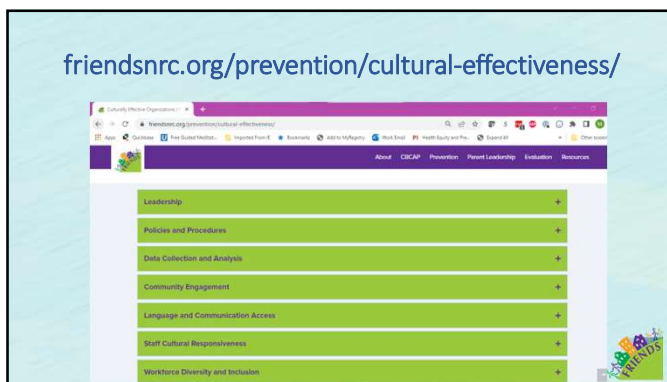 friendsnrc.org/prevention/cultural-effectiveness/
Culturally Effective Organizations
friendsnrc.org/prevention/cultural-effectiveness/
Apps Quickbase Free Guided Meditat... Imported From IE Bookmarks Add to MyRegistry Work Email Health Equity and Pre... Expand All
About CBCAP Prevention Parent Leadership Evaluation Resources
Leadership +
Policies and Procedures +
Data Collection and Analysis +
Community Engagement +
Language and Communication Access +
Staff Cultural Responsiveness +
Workforce Diversity and Inclusion +
FRIENDS